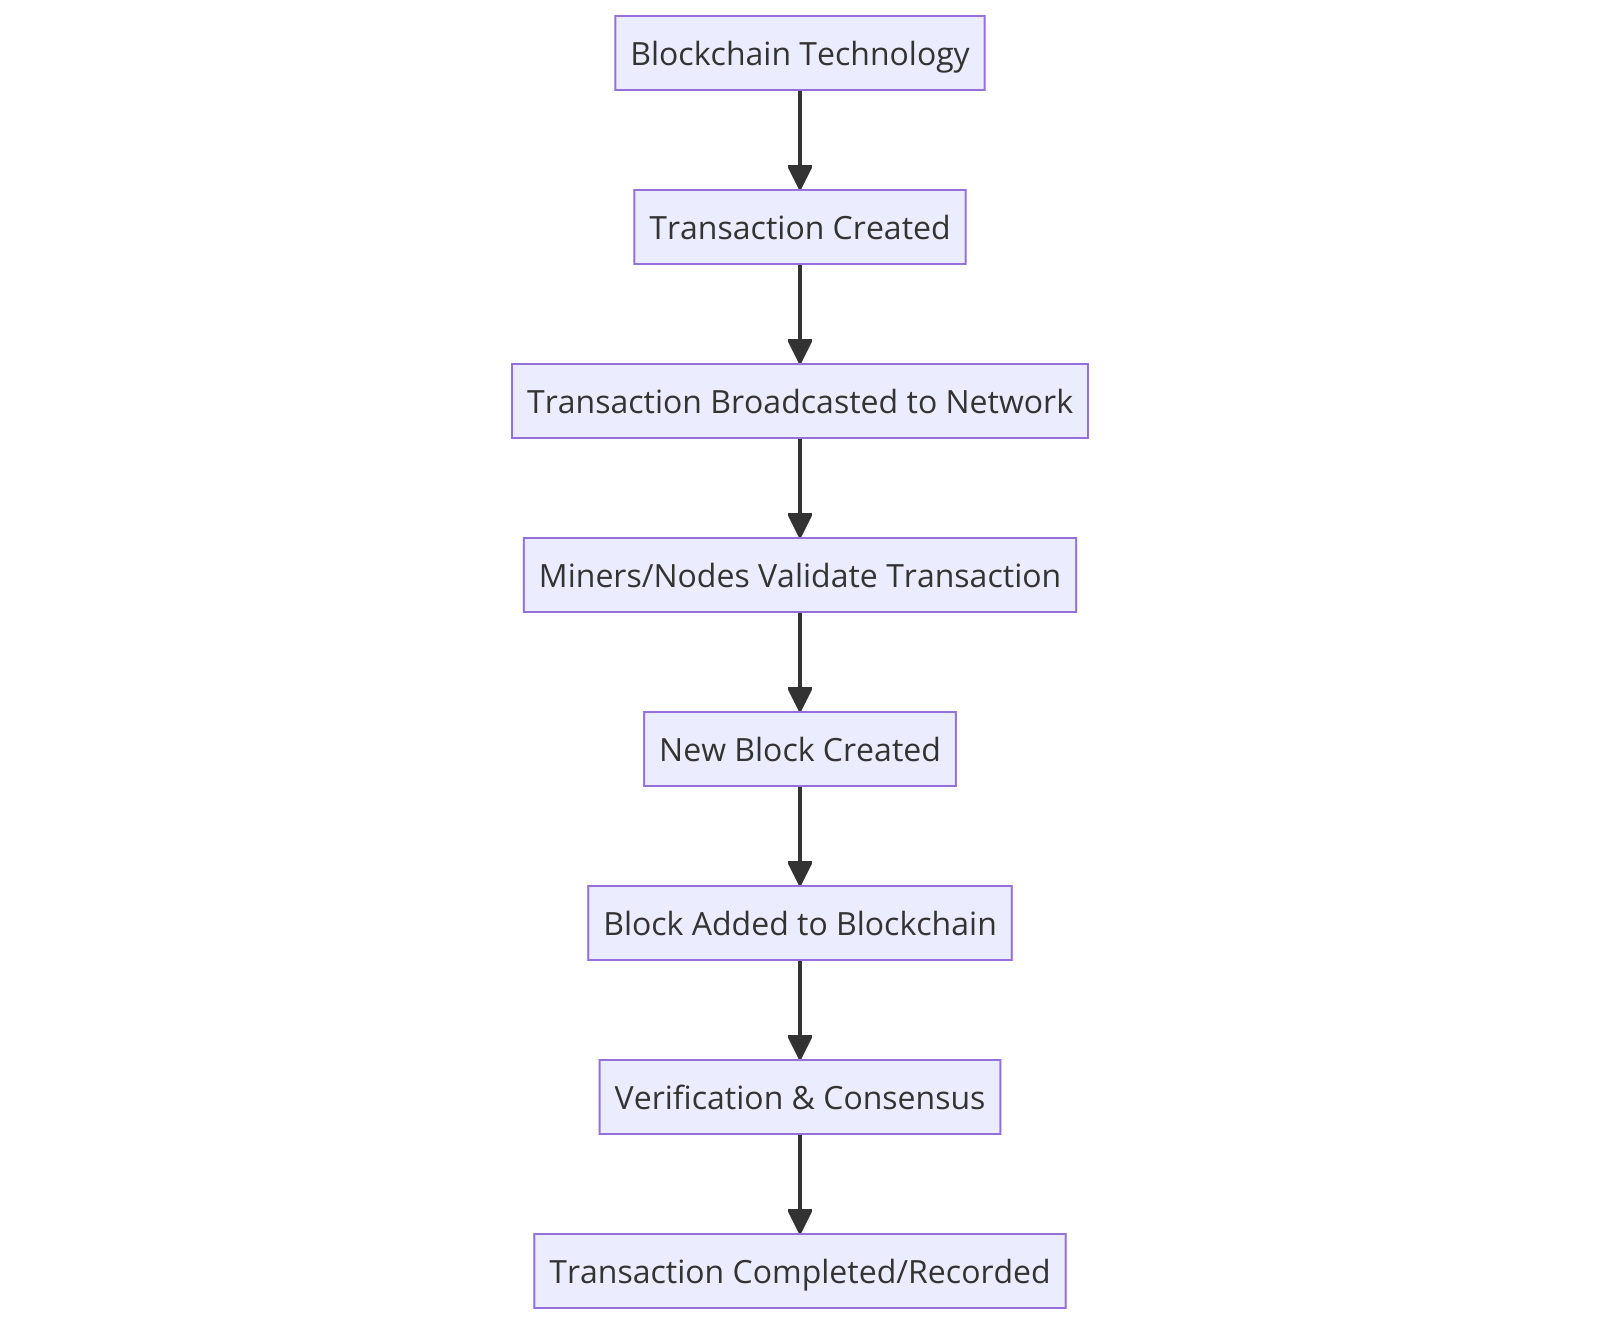 Blockchain Technology
Transaction Created
Transaction Broadcasted to Network
Miners/Nodes Validate Transaction
New Block Created
Block Added to Blockchain
Verification & Consensus
Transaction Completed/Recorded